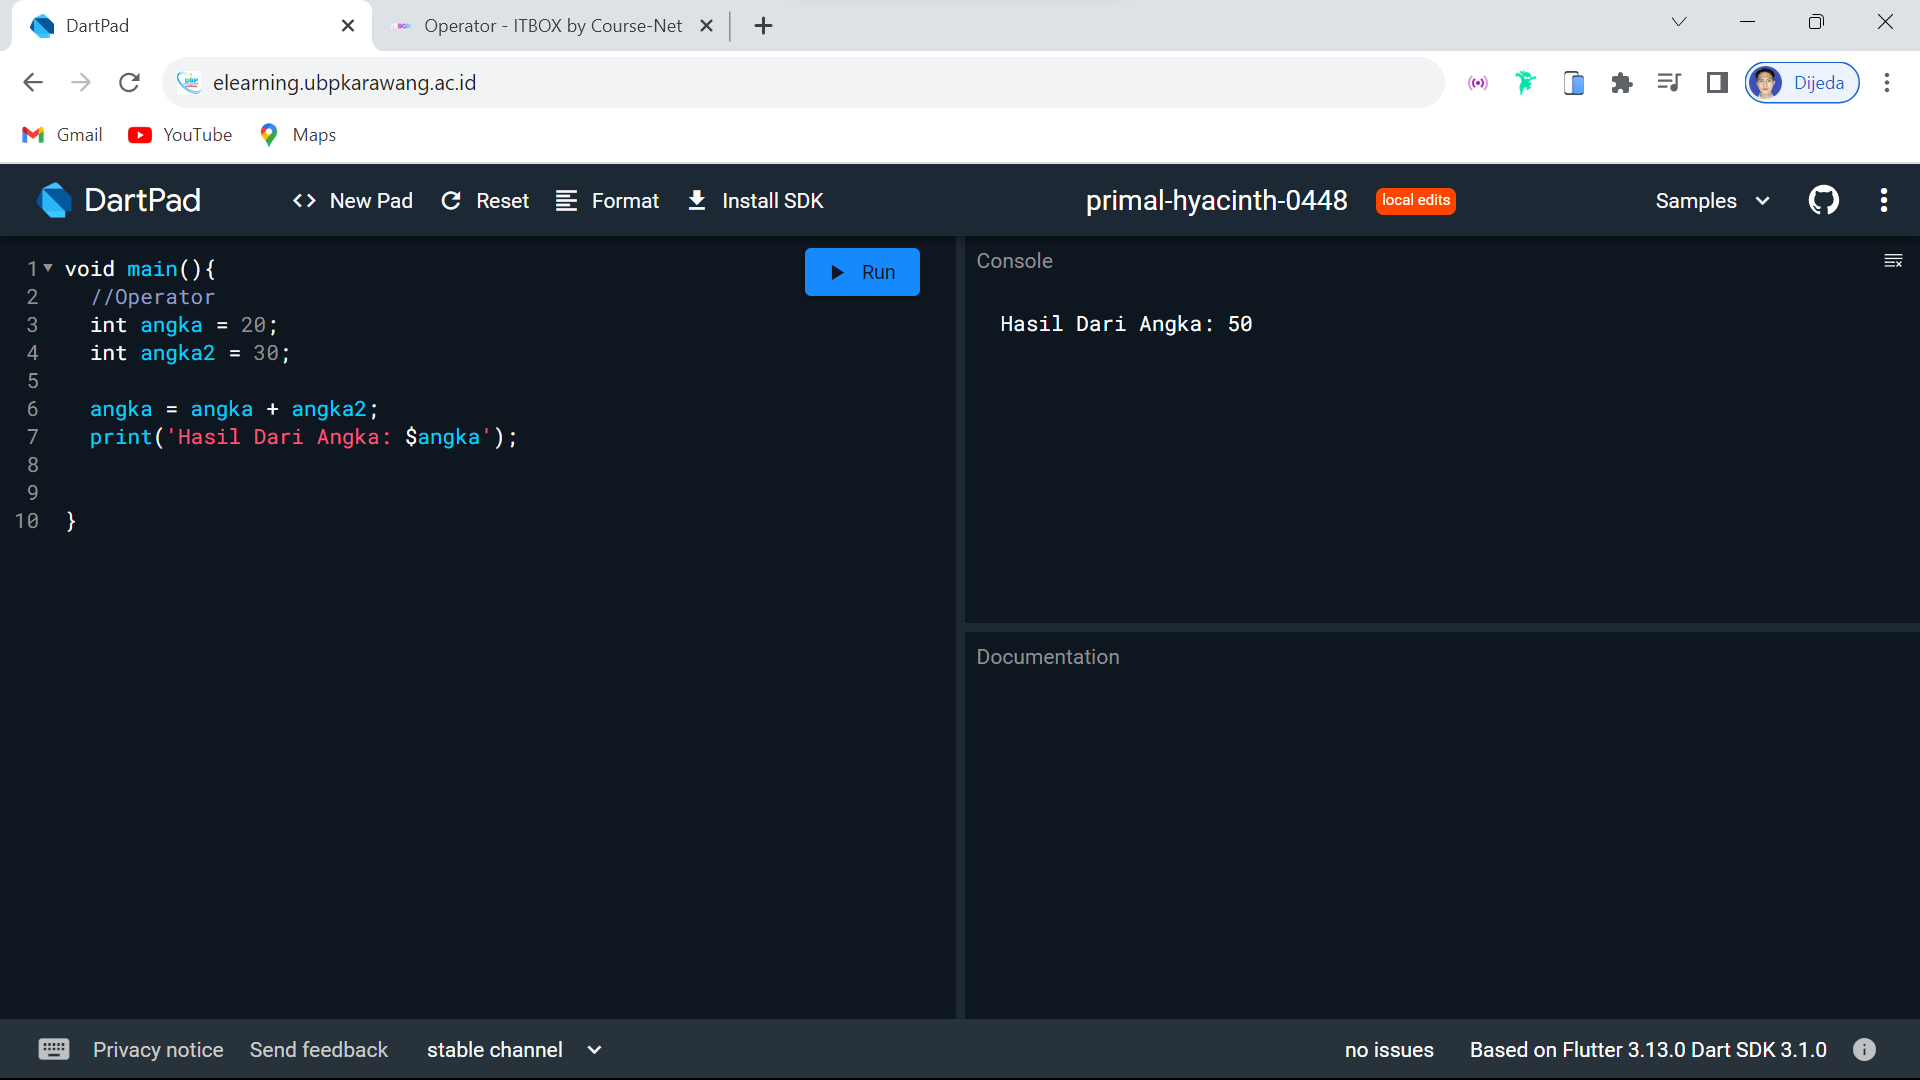 DartPad
Operator - ITBOX by Course-Net
elearning.ubpkarawang.ac.id
Dijeda
Gmail
YouTube
Maps
DartPad
<> New Pad
Reset
Format
Install SDK
primal-hyacinth-0448
local edits
Samples
1 void main(){
2 //Operator
3 int angka = 20;
4 int angka2 = 30;
5
6 angka = angka + angka2;
7 print('Hasil Dari Angka: $angka');
8
9
10 }
Run
Console
Hasil Dari Angka: 50
Documentation
Privacy notice
Send feedback
stable channel
no issues
Based on Flutter 3.13.0 Dart SDK 3.1.0